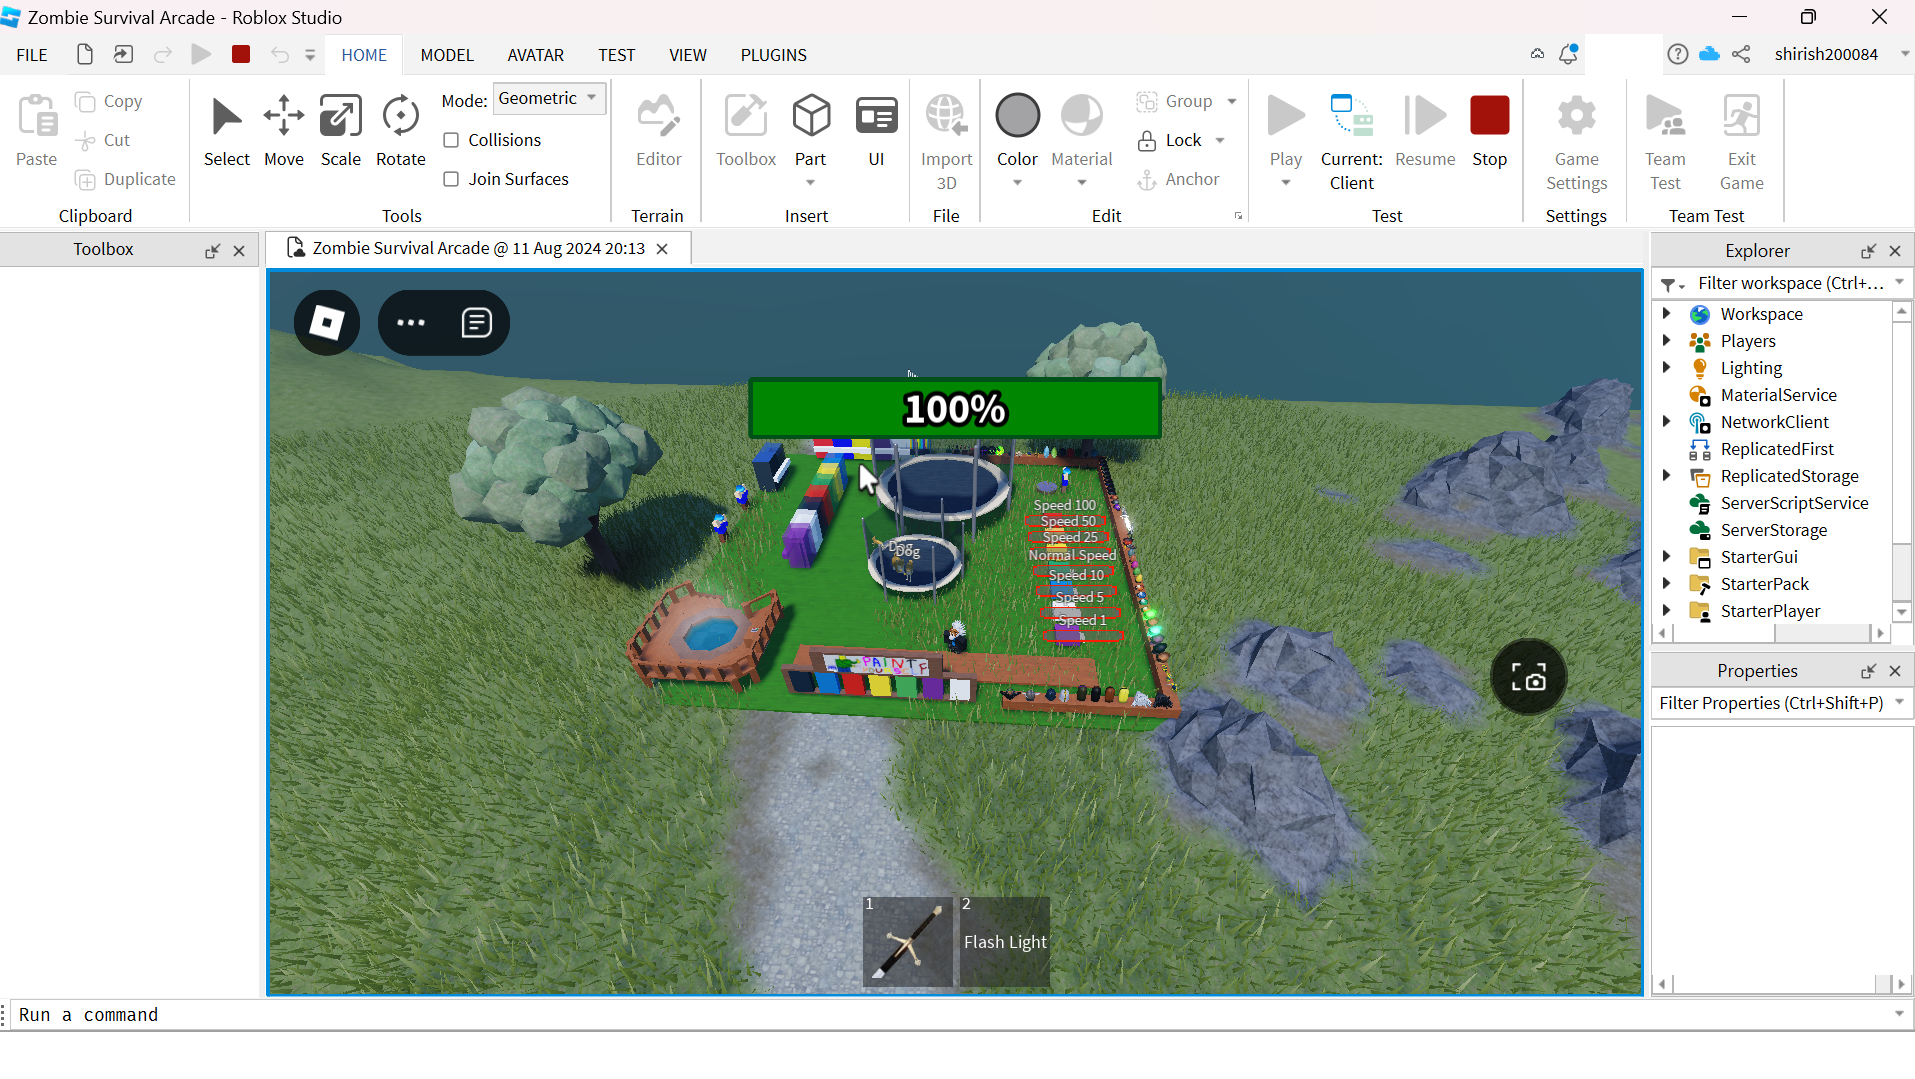 Zombie Survival Arcade - Roblox Studio
FILE HOME MODEL AVATAR TEST VIEW PLUGINS shirish200084
Paste
Copy
Cut
Duplicate
Clipboard
Select Move Scale Rotate
Mode: Geometric
Collisions
Join Surfaces
Tools
Editor
Terrain
Toolbox Part UI
Insert
Import
3D
File
Color Material
Group
Lock
Anchor
Edit
Play Current: Resume Stop
Client
Test
Game
Settings
Settings
Team Exit
Test Game
Team Test
Toolbox
Zombie Survival Arcade @ 11 Aug 2024 20:13
100%
Speed 100
Speed 50
Speed 25
Normal Speed
Speed 10
Speed 5
Speed 1
Dog
Dog
PAINT
1
2
Flash Light
Explorer
Filter workspace (Ctrl+...
Workspace
Players
Lighting
MaterialService
NetworkClient
ReplicatedFirst
ReplicatedStorage
ServerScriptService
ServerStorage
StarterGui
StarterPack
StarterPlayer
Properties
Filter Properties (Ctrl+Shift+P)
Run a command